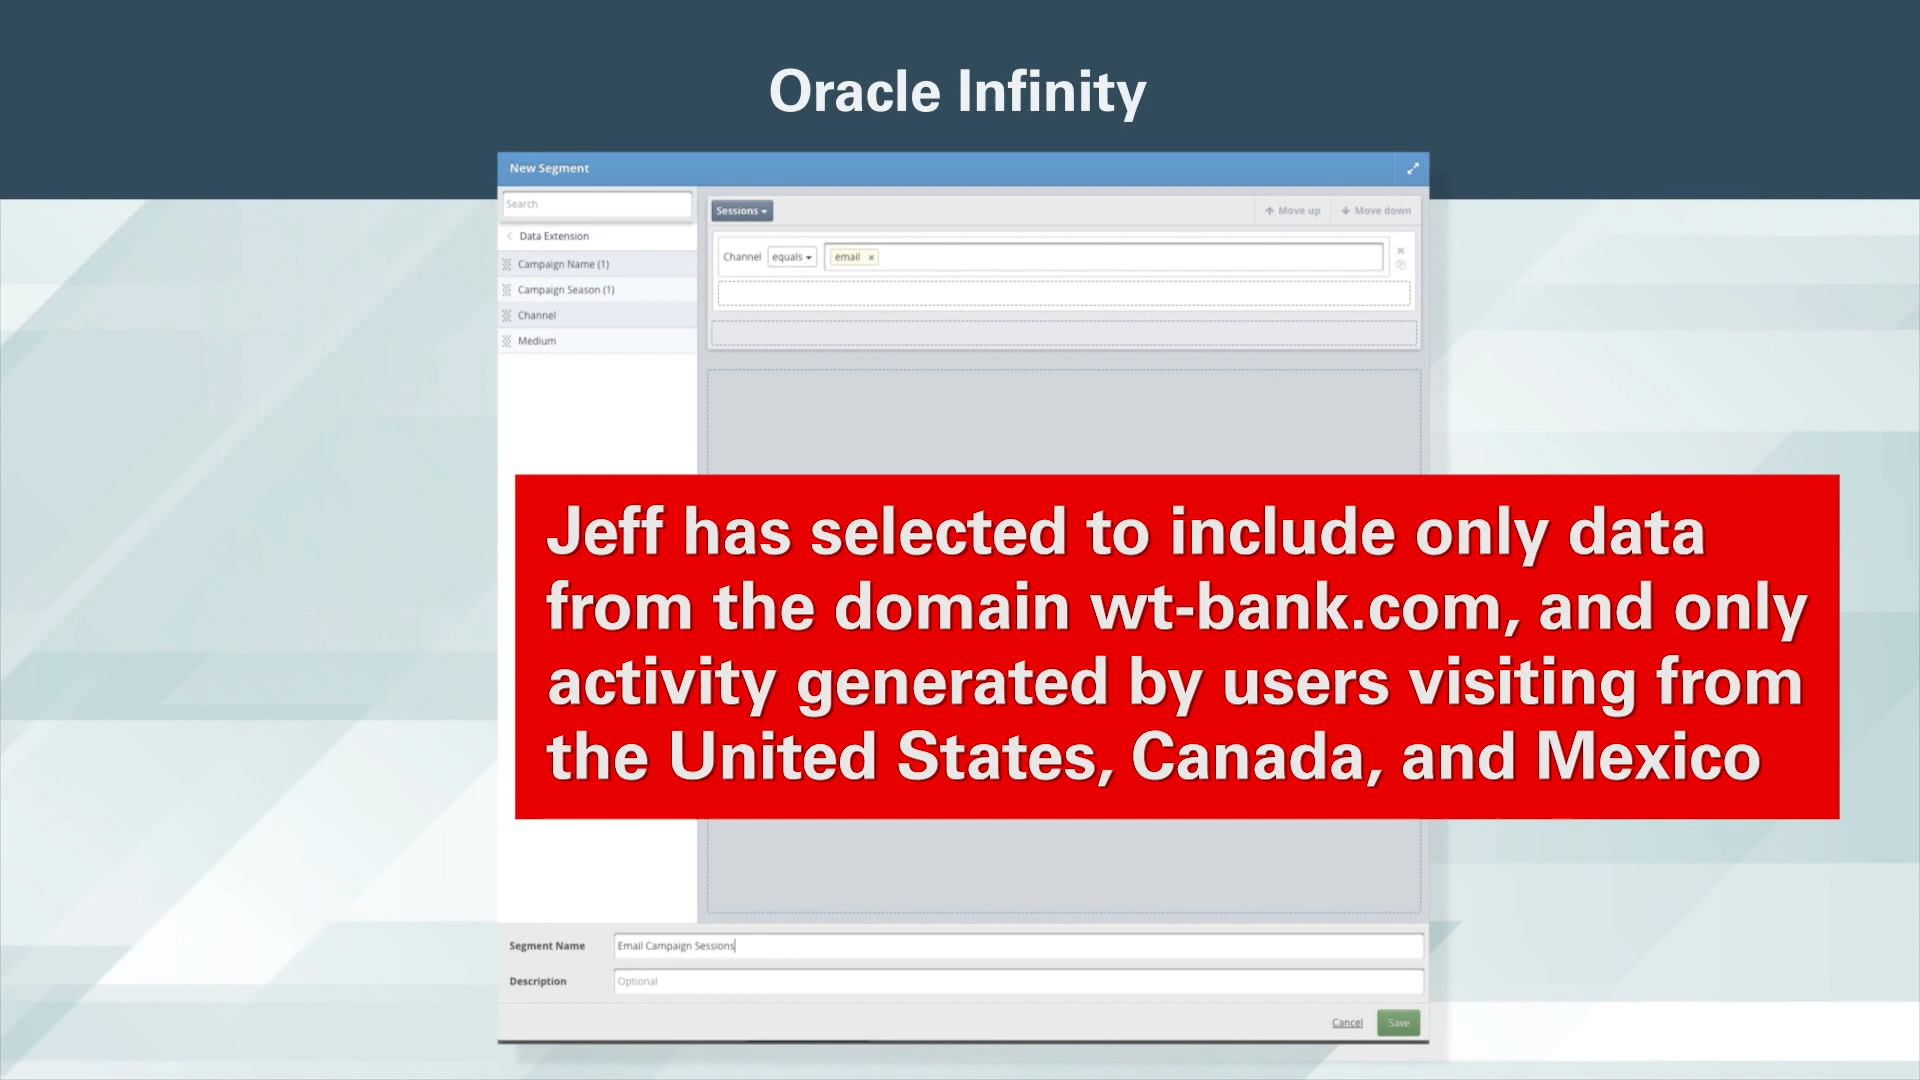 Oracle Infinity
New Segment
Search
Data Extension
Campaign Name (1)
Campaign Season (1)
Channel
Medium
Sessions
Move up
Move down
Channel equals email x
Jeff has selected to include only data
from the domain wt-bank.com, and only
activity generated by users visiting from
the United States, Canada, and Mexico
Segment Name Email Campaign Sessions
Description Optional
Cancel Save